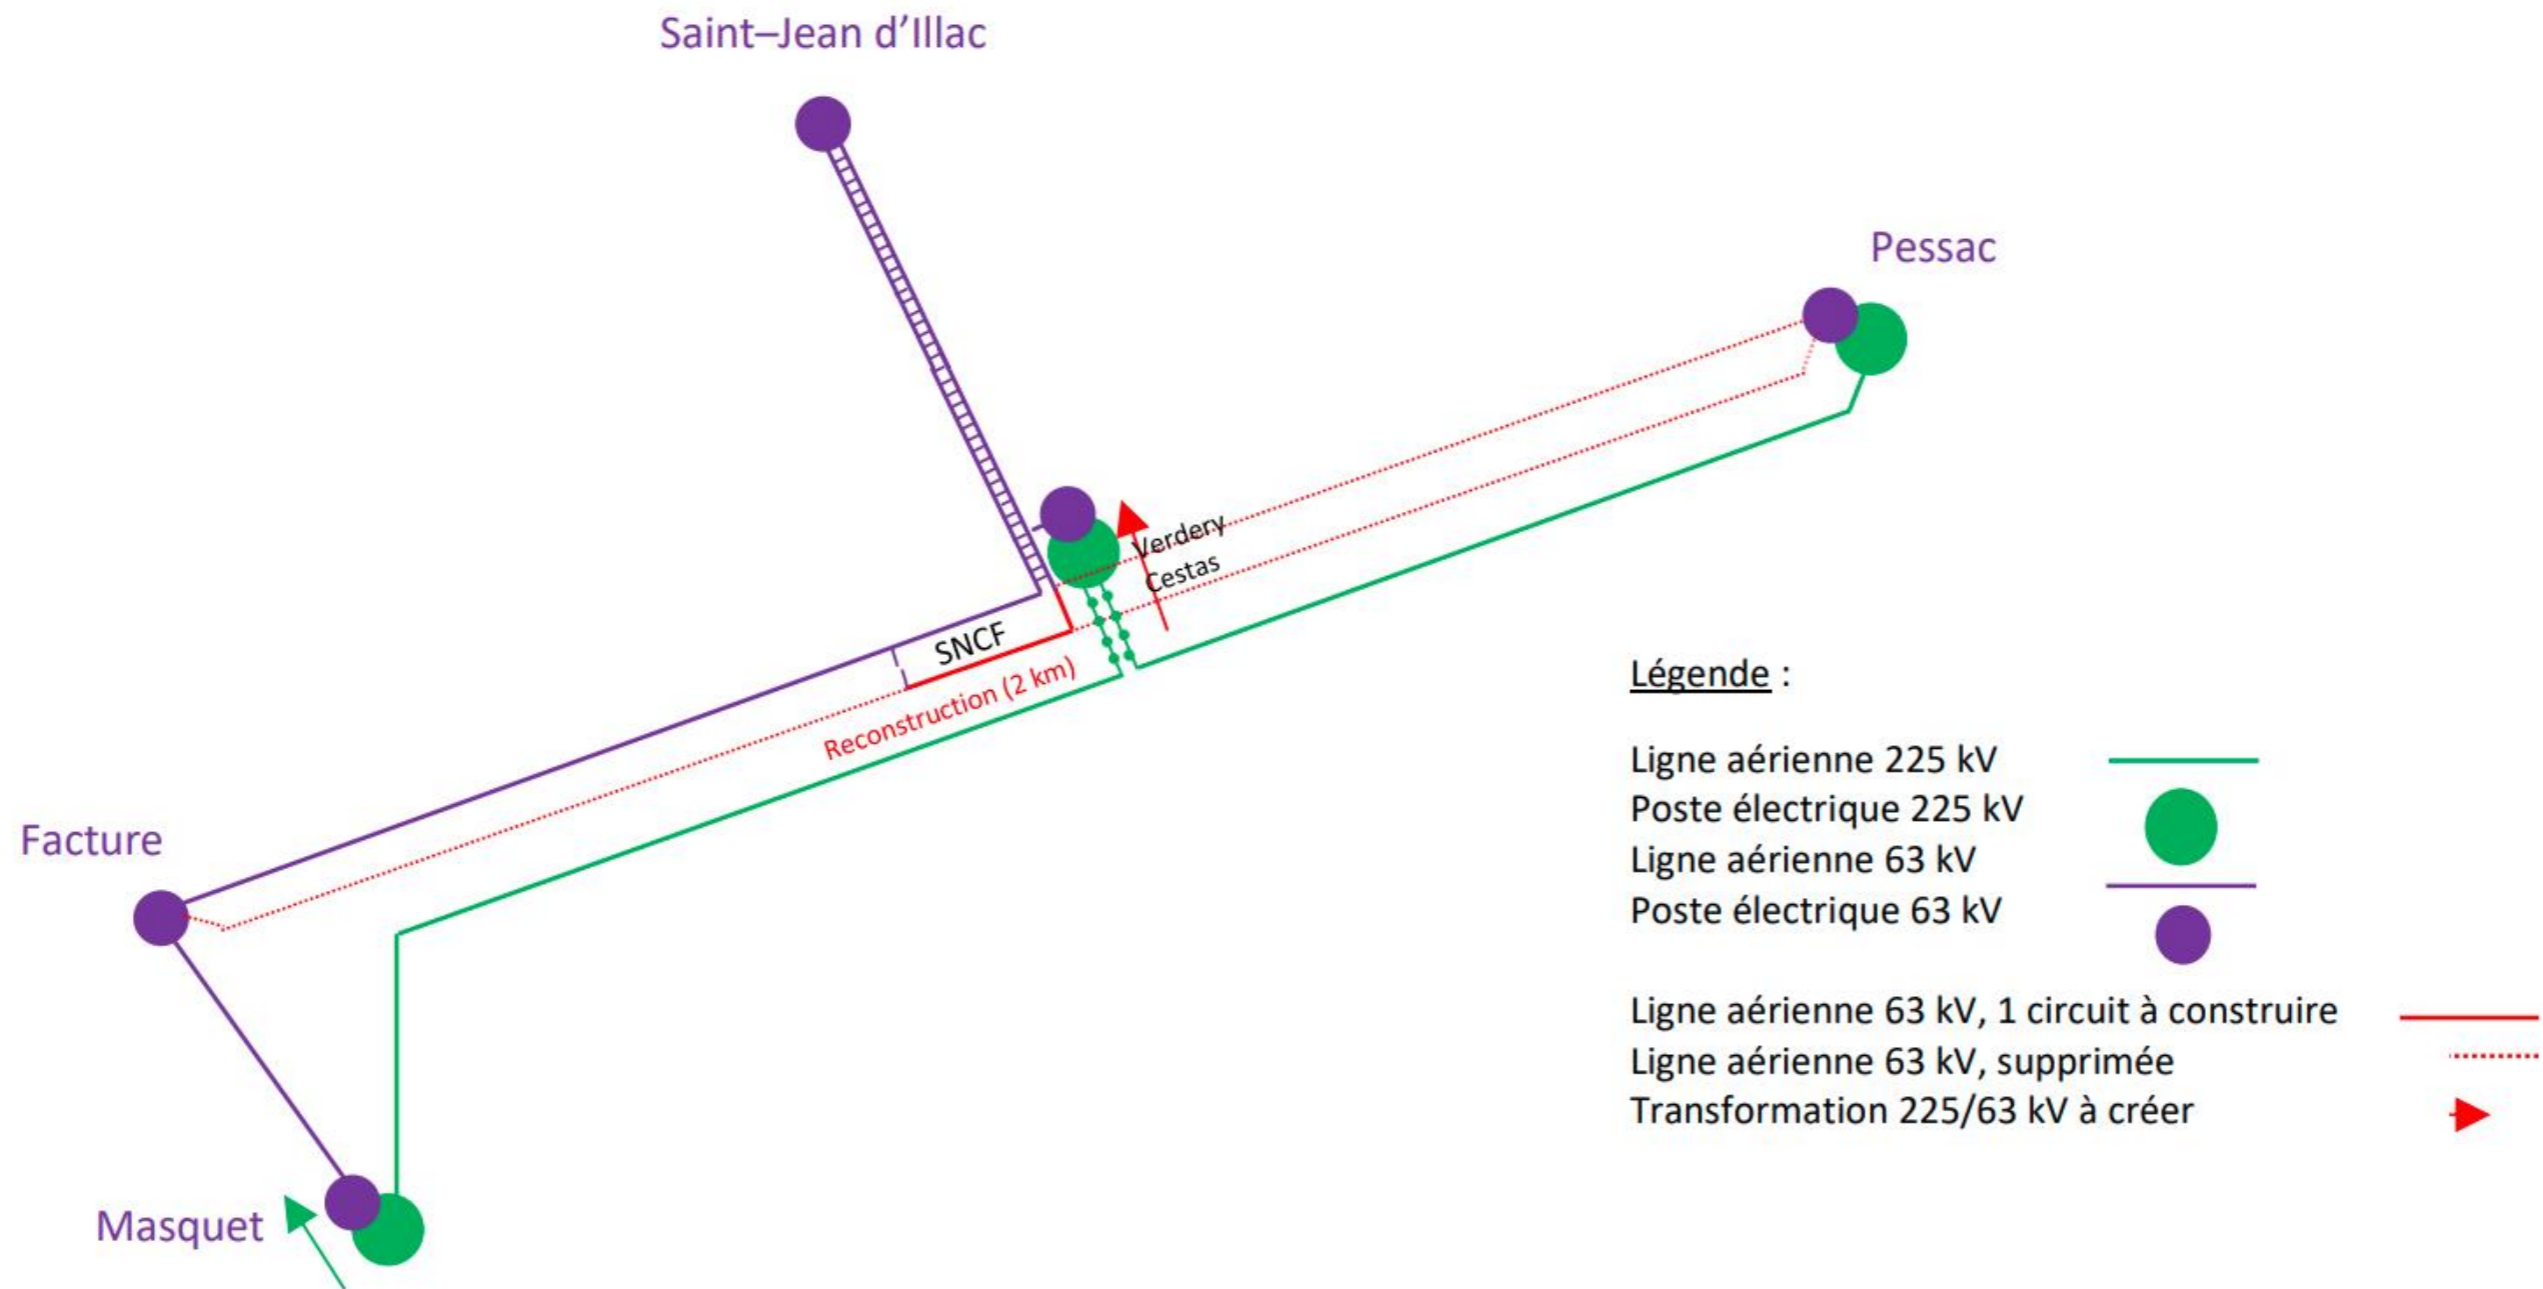 Saint–Jean d’Illac
Pessac
Verdery
Cestas
SNCF
Reconstruction (2 km)
Facture
Masquet
Légende :
Ligne aérienne 225 kV
Poste électrique 225 kV
Ligne aérienne 63 kV
Poste électrique 63 kV
Ligne aérienne 63 kV, 1 circuit à construire
Ligne aérienne 63 kV, supprimée
Transformation 225/63 kV à créer